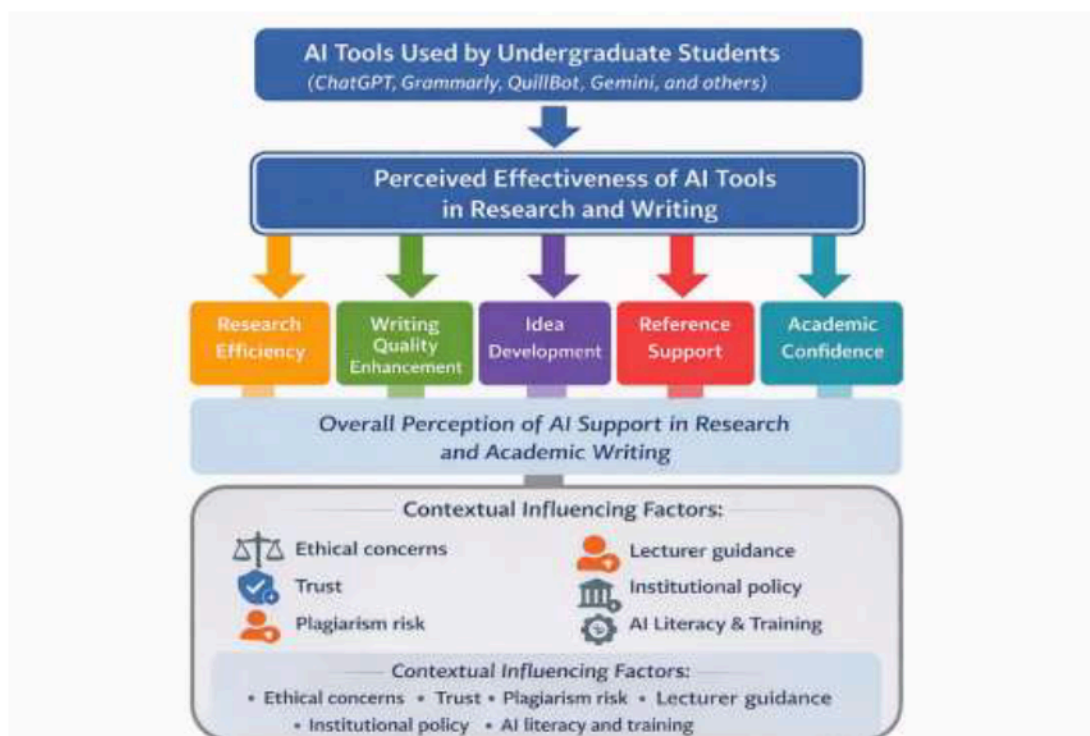 AI Tools Used by Undergraduate Students
(ChatGPT, Grammarly, QuillBot, Gemini, and others)
Perceived Effectiveness of AI Tools
in Research and Writing
Research
Efficiency
Writing
Quality
Enhancement
Idea
Development
Reference
Support
Academic
Confidence
Overall Perception of AI Support in Research
and Academic Writing
Contextual Influencing Factors:
Ethical concerns
Trust
Plagiarism risk
Lecturer guidance
Institutional policy
AI Literacy & Training
Contextual Influencing Factors:
• Ethical concerns • Trust • Plagiarism risk • Lecturer guidance
• Institutional policy • AI literacy and training